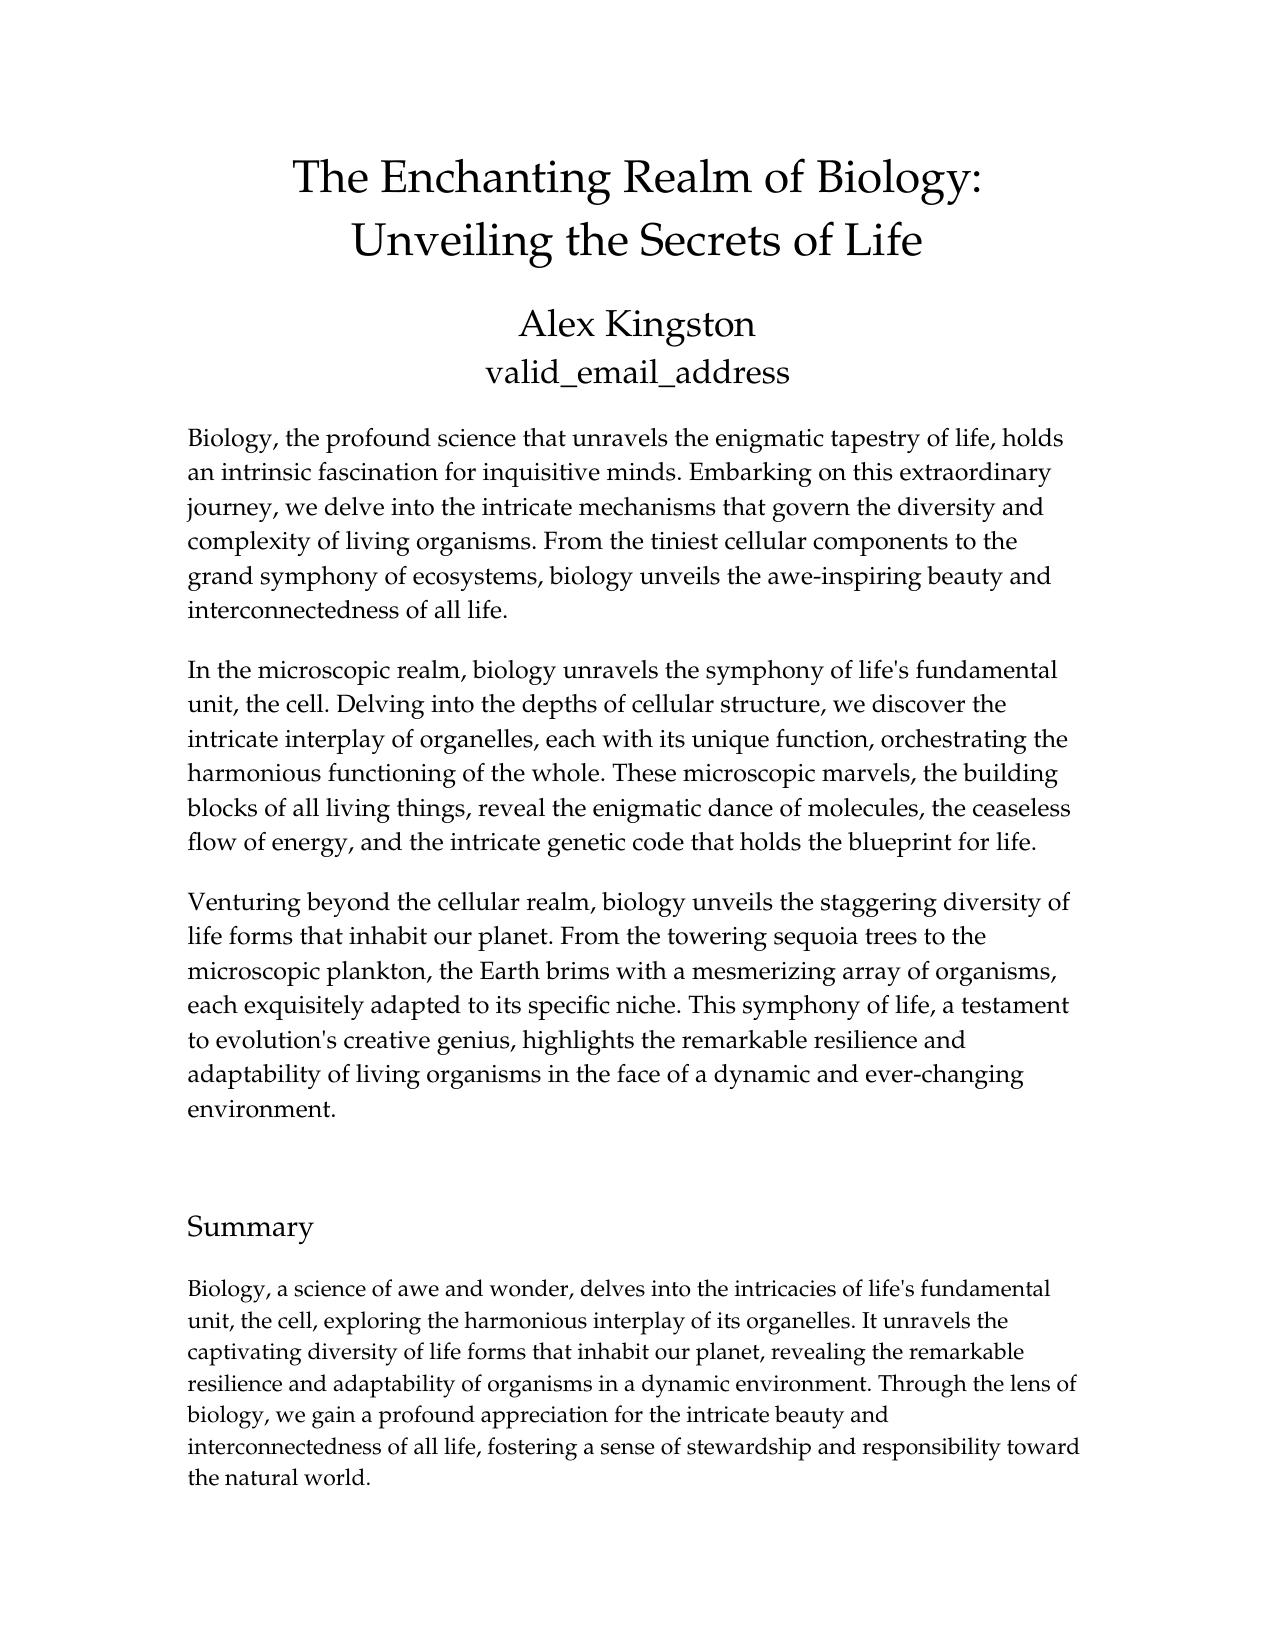 The Enchanting Realm of Biology:
Unveiling the Secrets of Life
Alex Kingston
valid_email_address
Biology, the profound science that unravels the enigmatic tapestry of life, holds
an intrinsic fascination for inquisitive minds. Embarking on this extraordinary
journey, we delve into the intricate mechanisms that govern the diversity and
complexity of living organisms. From the tiniest cellular components to the
grand symphony of ecosystems, biology unveils the awe-inspiring beauty and
interconnectedness of all life.
In the microscopic realm, biology unravels the symphony of life's fundamental
unit, the cell. Delving into the depths of cellular structure, we discover the
intricate interplay of organelles, each with its unique function, orchestrating the
harmonious functioning of the whole. These microscopic marvels, the building
blocks of all living things, reveal the enigmatic dance of molecules, the ceaseless
flow of energy, and the intricate genetic code that holds the blueprint for life.
Venturing beyond the cellular realm, biology unveils the staggering diversity of
life forms that inhabit our planet. From the towering sequoia trees to the
microscopic plankton, the Earth brims with a mesmerizing array of organisms,
each exquisitely adapted to its specific niche. This symphony of life, a testament
to evolution's creative genius, highlights the remarkable resilience and
adaptability of living organisms in the face of a dynamic and ever-changing
environment.
Summary
Biology, a science of awe and wonder, delves into the intricacies of life's fundamental
unit, the cell, exploring the harmonious interplay of its organelles. It unravels the
captivating diversity of life forms that inhabit our planet, revealing the remarkable
resilience and adaptability of organisms in a dynamic environment. Through the lens of
biology, we gain a profound appreciation for the intricate beauty and
interconnectedness of all life, fostering a sense of stewardship and responsibility toward
the natural world.